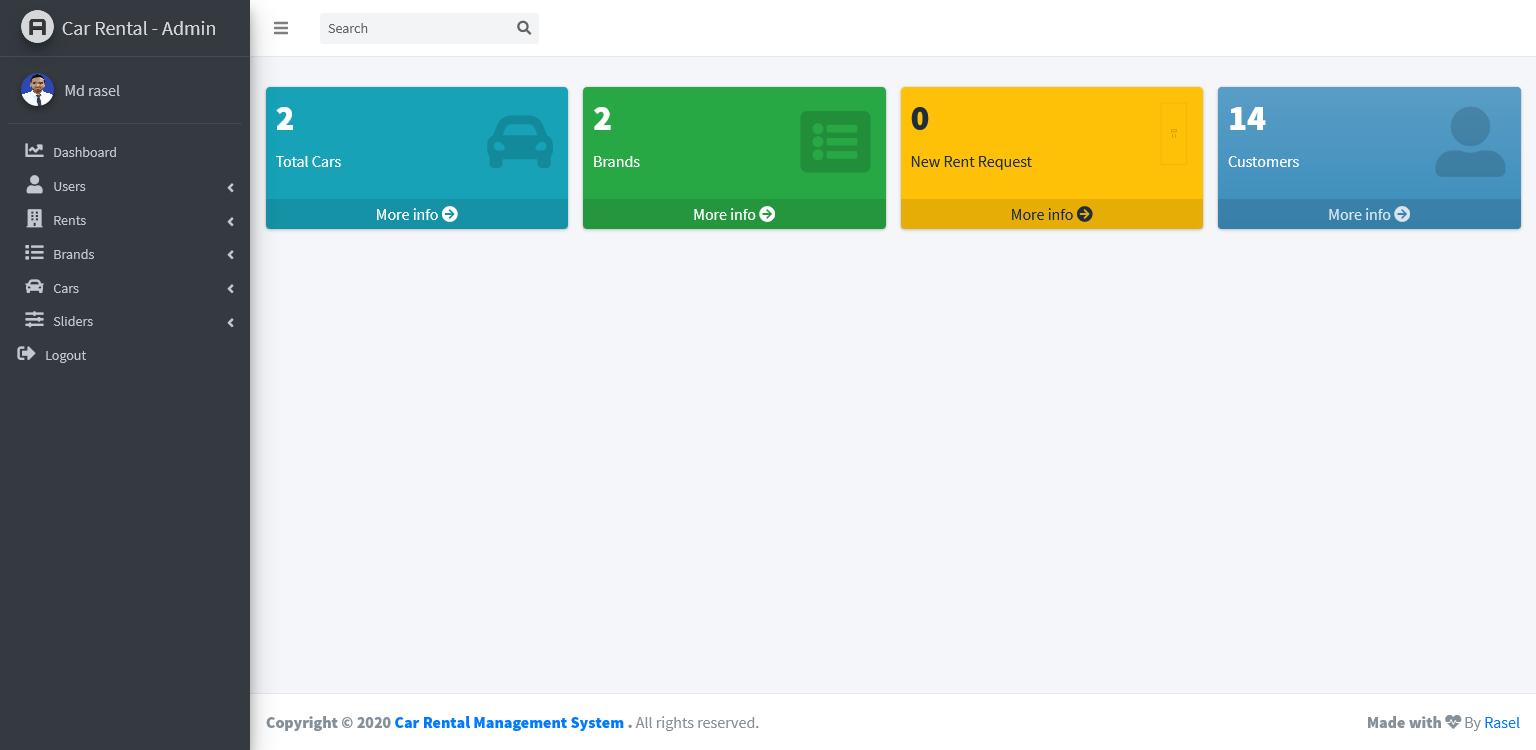 Car Rental - Admin
Search
Md rasel
Dashboard
Users
Rents
Brands
Cars
Sliders
Logout
2
Total Cars
More info
2
Brands
More info
0
New Rent Request
More info
14
Customers
More info
Copyright © 2020 Car Rental Management System . All rights reserved.
Made with By Rasel